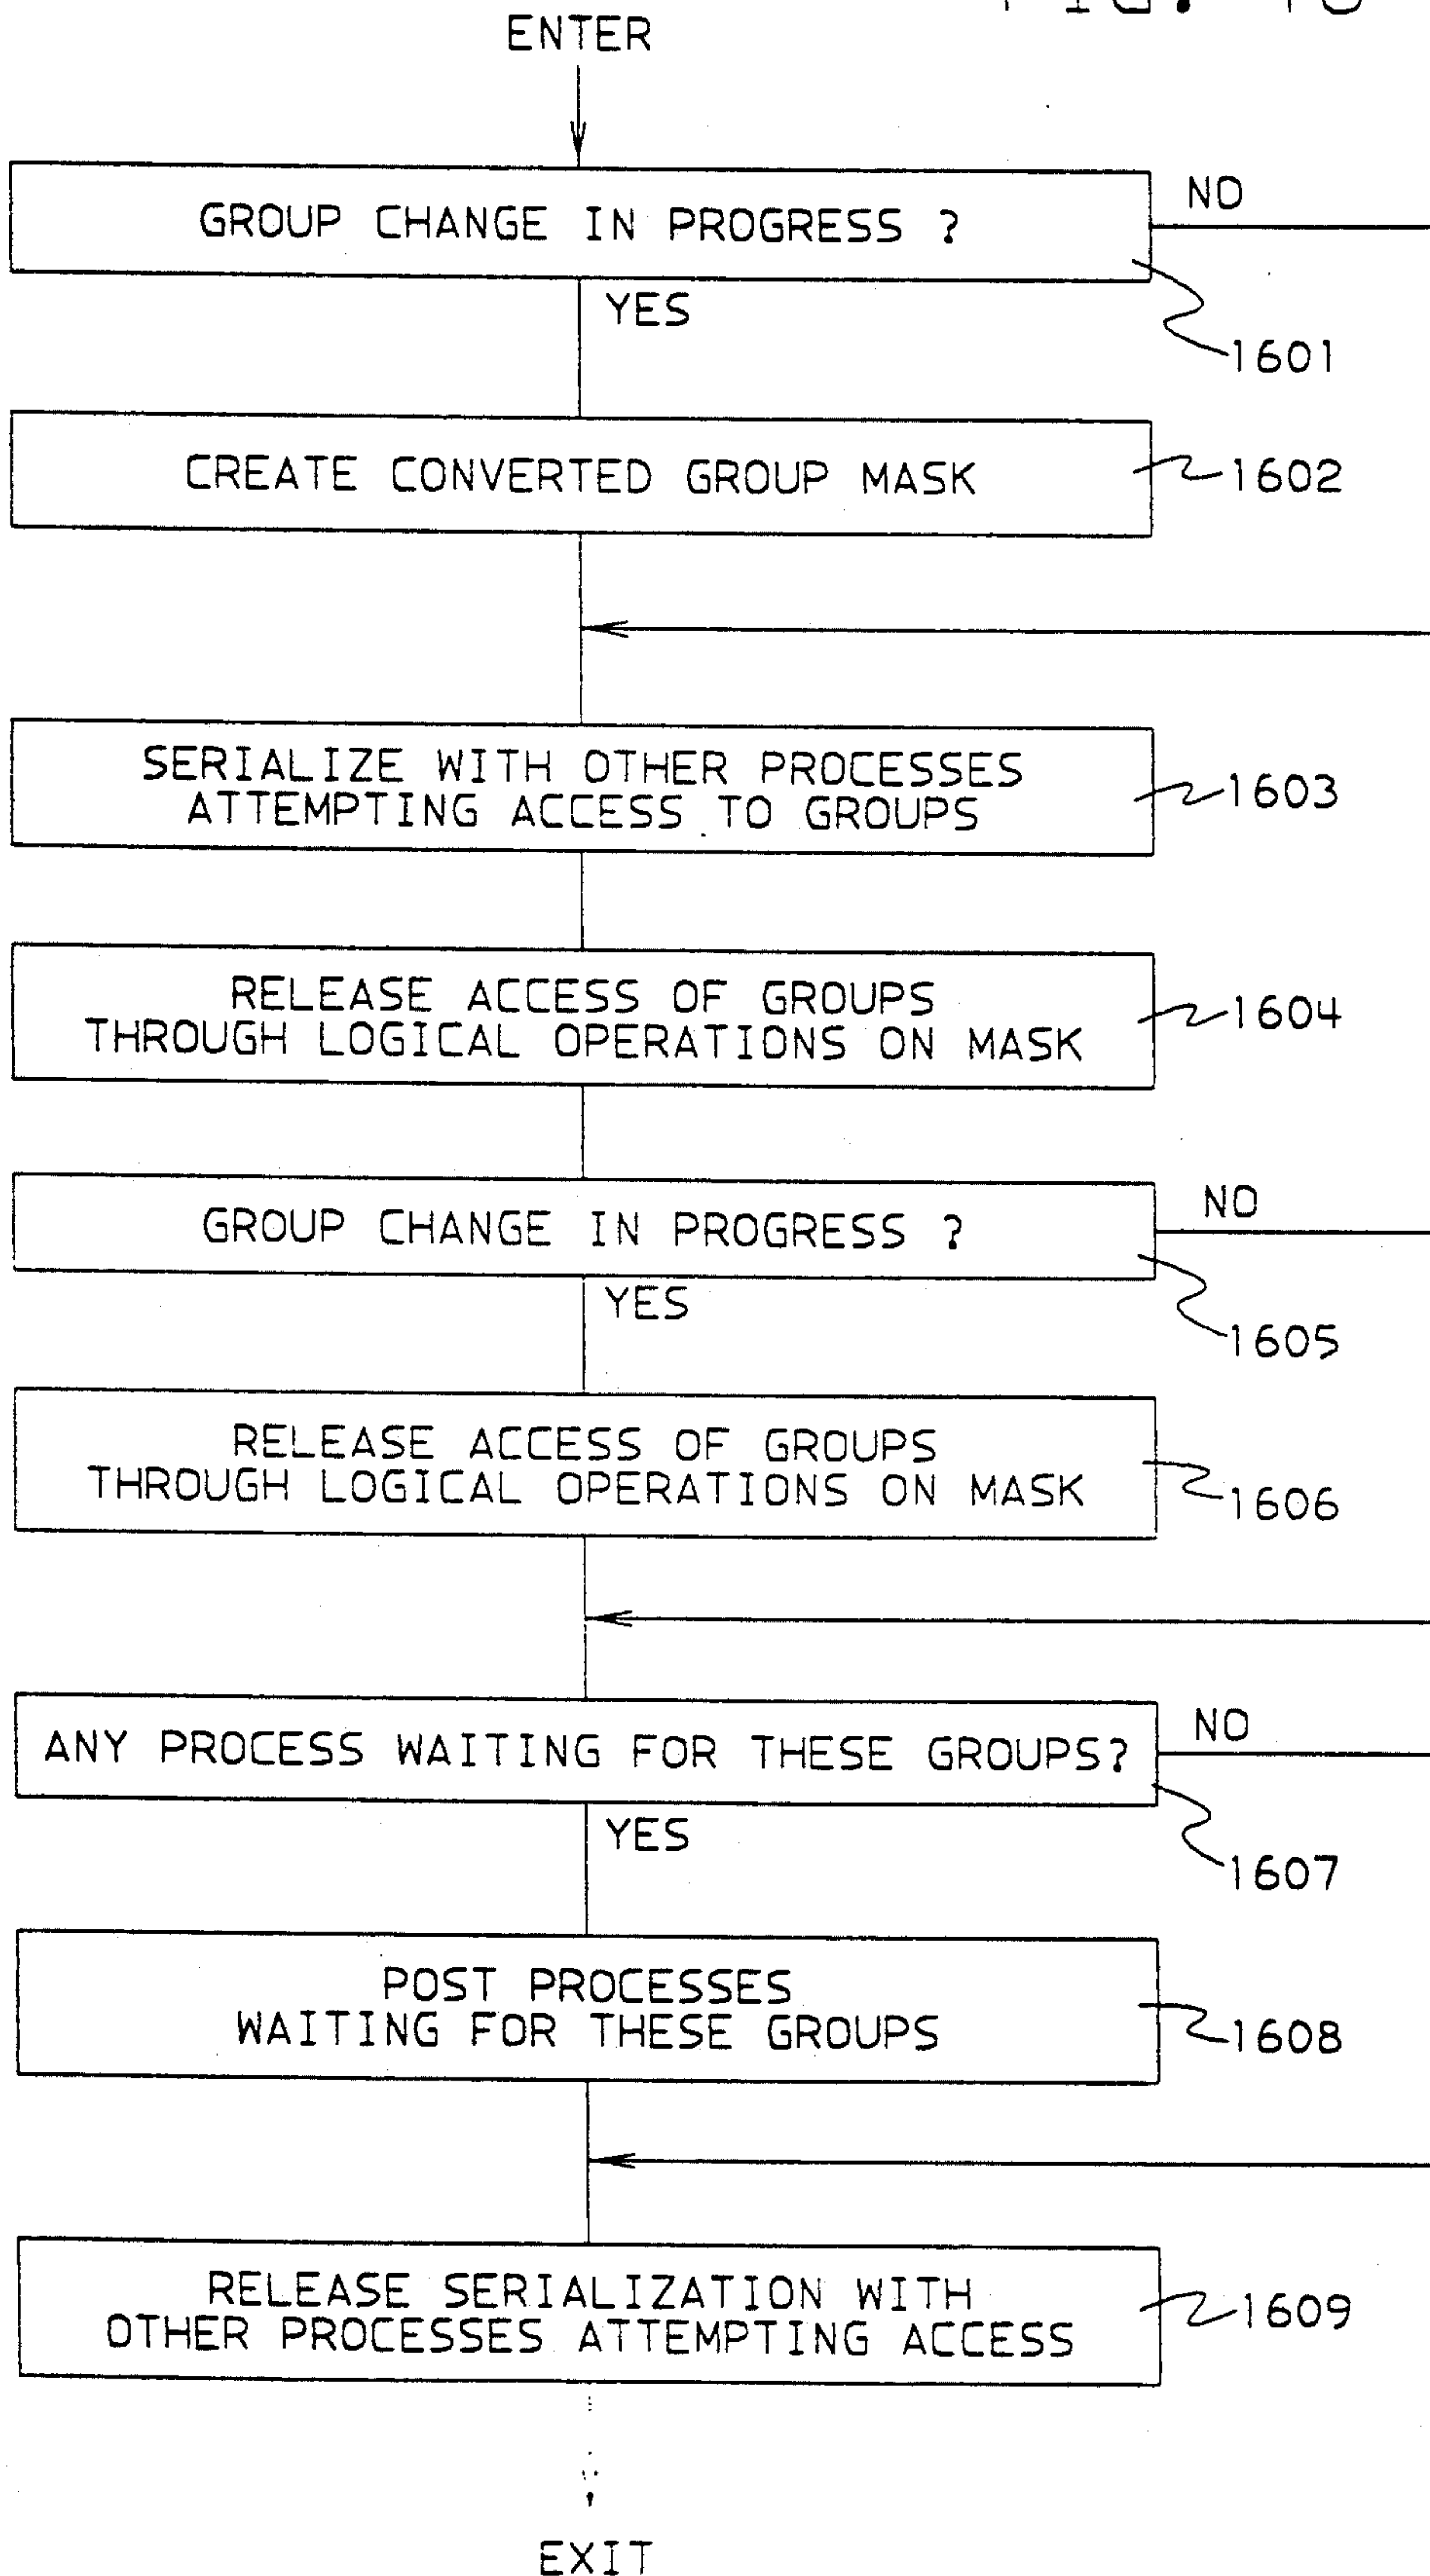 ENTER
GROUP CHANGE IN PROGRESS ?
NO
YES
1601
CREATE CONVERTED GROUP MASK
1602
SERIALIZE WITH OTHER PROCESSES
ATTEMPTING ACCESS TO GROUPS
1603
RELEASE ACCESS OF GROUPS
THROUGH LOGICAL OPERATIONS ON MASK
1604
GROUP CHANGE IN PROGRESS ?
NO
YES
1605
RELEASE ACCESS OF GROUPS
THROUGH LOGICAL OPERATIONS ON MASK
1606
ANY PROCESS WAITING FOR THESE GROUPS?
NO
YES
1607
POST PROCESSES
WAITING FOR THESE GROUPS
1608
RELEASE SERIALIZATION WITH
OTHER PROCESSES ATTEMPTING ACCESS
1609
EXIT